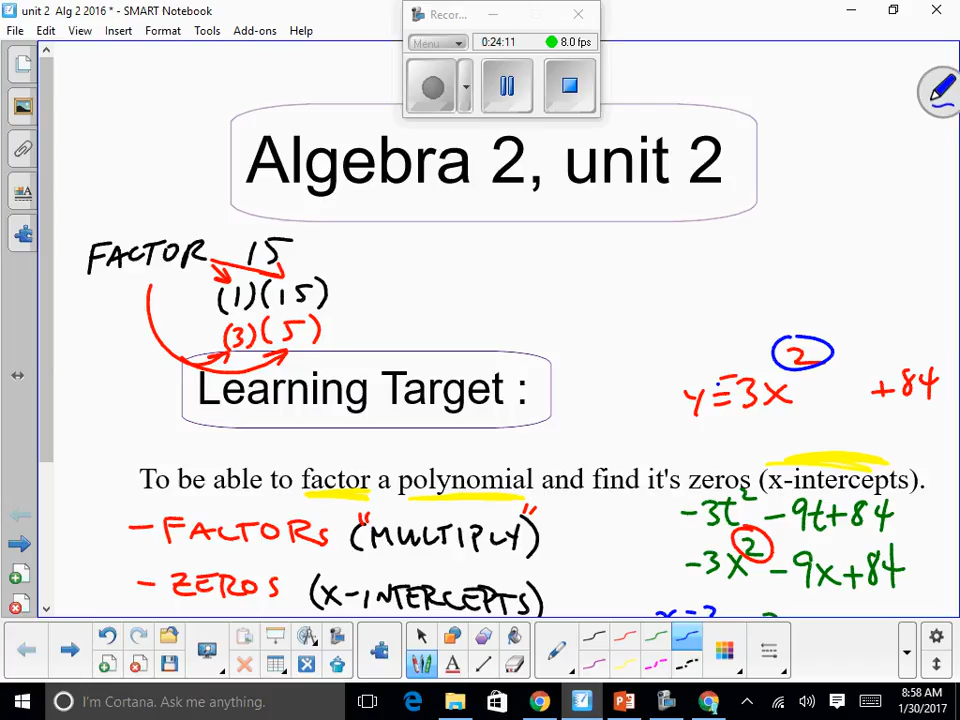 unit 2 Alg 2 2016 * - SMART Notebook
Recor...
File Edit View Insert Format Tools Add-ons Help
Menu 00:24:11 8.0 fps
Algebra 2, unit 2
FACTOR 15
(1)(15)
(3)(5)
Learning Target :
y=-3x² +84
To be able to factor a polynomial and find it's zeros (x-intercepts).
-3t² -9t+84
- FACTORs ("MULTIPLY")
-3x² -9x+84
- ZEROS (X-INTERCEPTS)
I'm Cortana. Ask me anything.
8:58 AM
1/30/2017